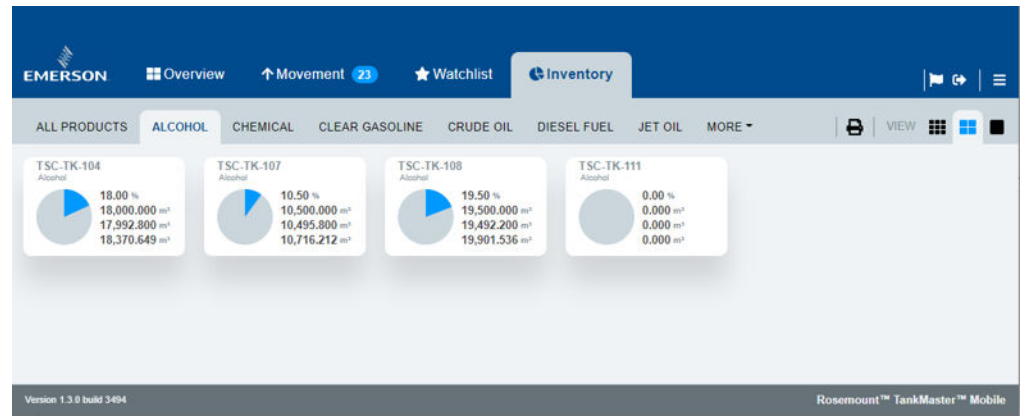 EMERSON
Overview
Movement 23
Watchlist
Inventory
ALL PRODUCTS
ALCOHOL
CHEMICAL
CLEAR GASOLINE
CRUDE OIL
DIESEL FUEL
JET OIL
MORE
VIEW
TSC-TK-104
Alcohol
18.00 %
18,000.000 m³
17,992.800 m³
18,370.649 m³
TSC-TK-107
Alcohol
10.50 %
10,500.000 m³
10,495.800 m³
10,716.212 m³
TSC-TK-108
Alcohol
19.50 %
19,500.000 m³
19,492.200 m³
19,901.536 m³
TSC-TK-111
Alcohol
0.00 %
0.000 m³
0.000 m³
0.000 m³
Version 1.3.0 build 3494
Rosemount™ TankMaster™ Mobile